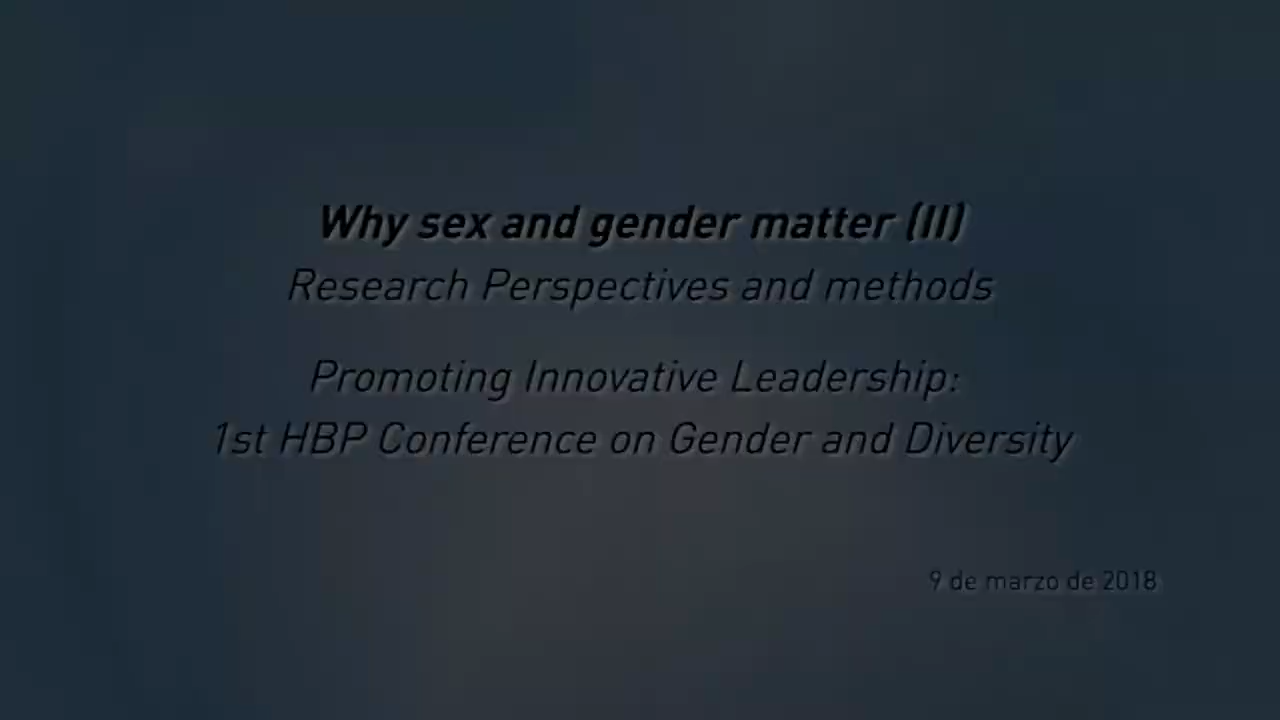 Why sex and gender matter (II)
Research Perspectives and methods
Promoting Innovative Leadership:
1st HBP Conference on Gender and Diversity
9 de marzo de 2018